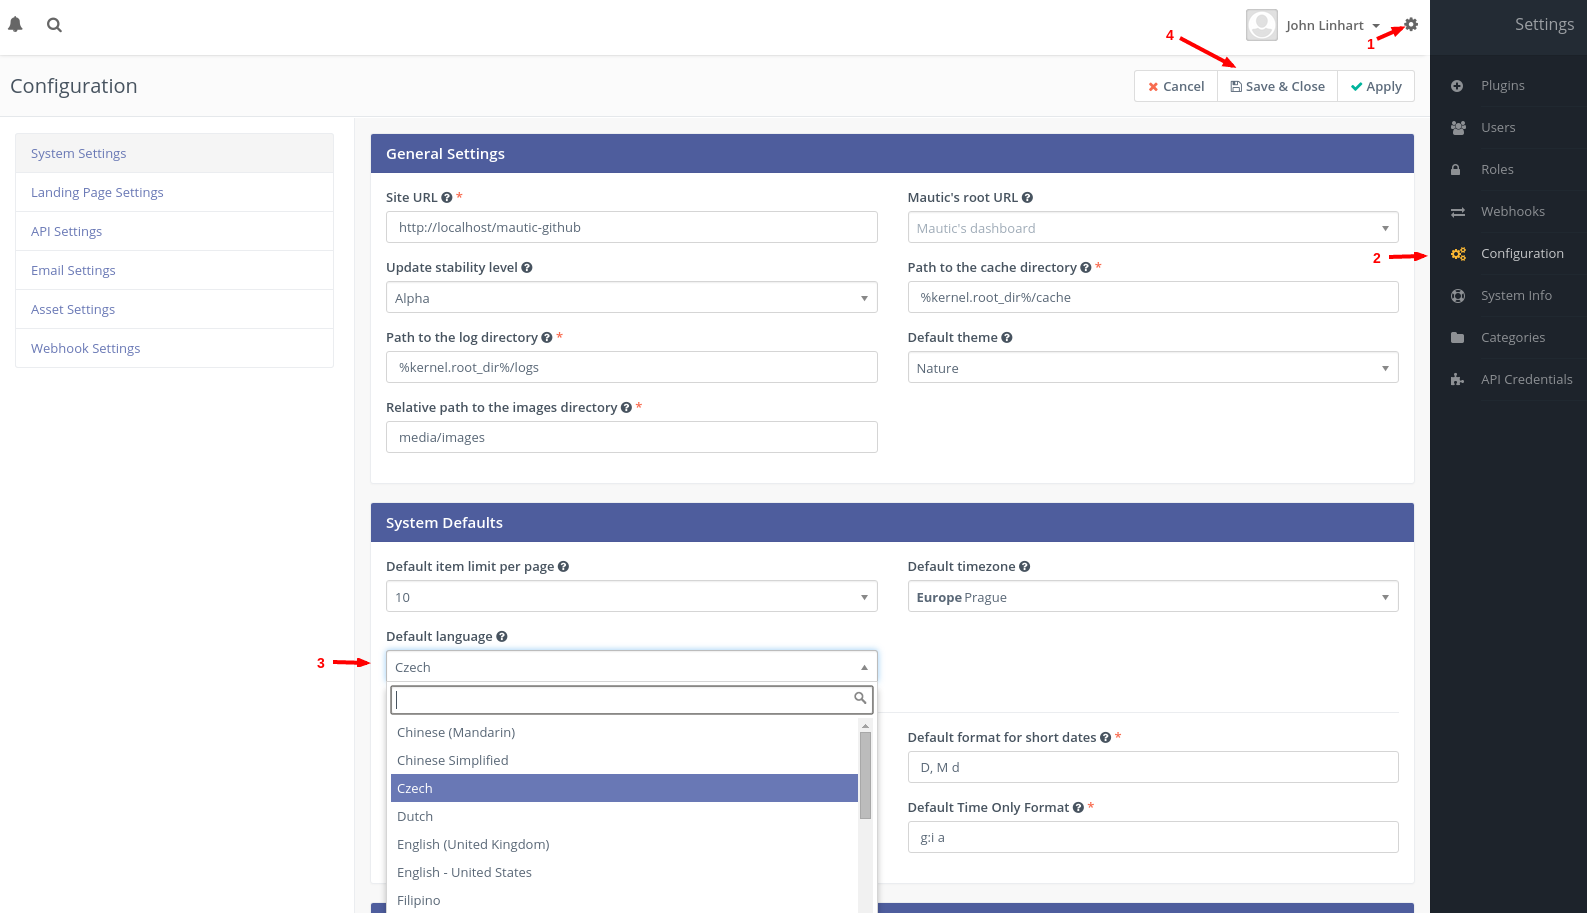 John Linhart
1
Settings
4
Configuration
Cancel
Save & Close
Apply
System Settings
Landing Page Settings
API Settings
Email Settings
Asset Settings
Webhook Settings
General Settings
Site URL *
http://localhost/mautic-github
Mautic's root URL
Mautic's dashboard
Update stability level
Alpha
Path to the cache directory *
%kernel.root_dir%/cache
Path to the log directory *
%kernel.root_dir%/logs
Default theme
Nature
Relative path to the images directory *
media/images
System Defaults
Default item limit per page
10
Default timezone
Europe Prague
Default language
3
Czech
Chinese (Mandarin)
Chinese Simplified
Czech
Dutch
English (United Kingdom)
English - United States
Filipino
Default format for short dates *
D, M d
Default Time Only Format *
g:i a
Plugins
Users
Roles
Webhooks
2
Configuration
System Info
Categories
API Credentials